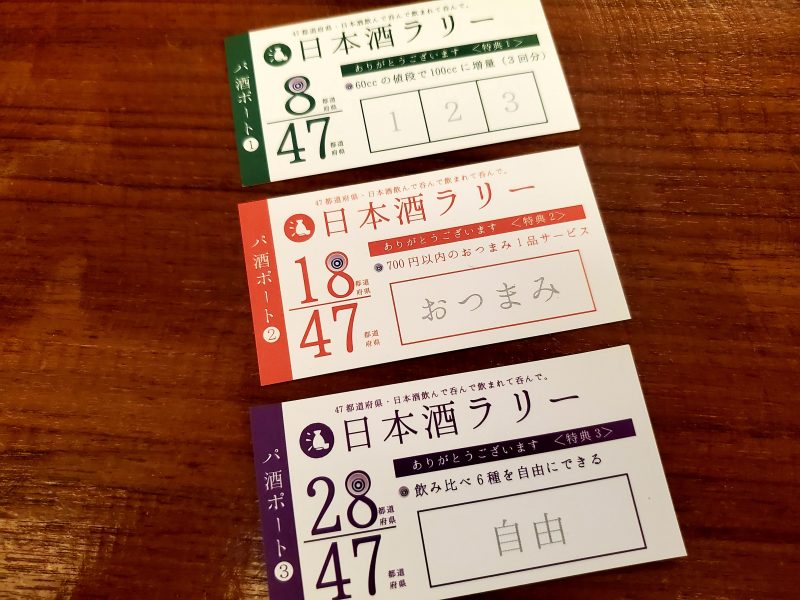 パ酒ポート1
47都道府県・日本酒飲んで呑んで飲まれて呑んで。
日本酒ラリー
ありがとうございます <特典1>
8都道府県
47都道府県
60ccの値段で100ccに増量(3回分)
1 2 3
パ酒ポート2
47都道府県・日本酒飲んで呑んで飲まれて呑んで。
日本酒ラリー
ありがとうございます <特典2>
18都道府県
47都道府県
700円以内のおつまみ1品サービス
おつまみ
パ酒ポート3
47都道府県・日本酒飲んで呑んで飲まれて呑んで。
日本酒ラリー
ありがとうございます <特典3>
28都道府県
47都道府県
飲み比べ6種を自由にできる
自由